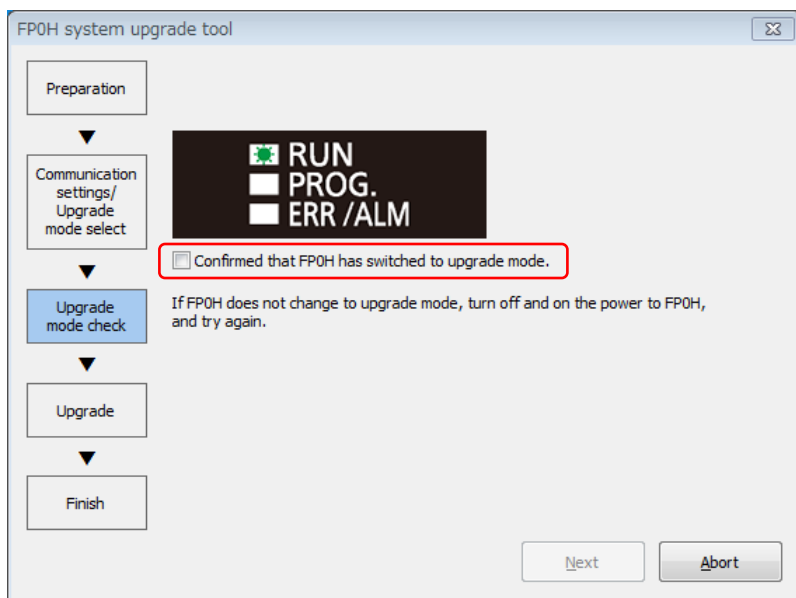 FP0H system upgrade tool
Preparation
Communication
settings/
Upgrade
mode select
Upgrade
mode check
Upgrade
Finish
RUN
PROG.
ERR /ALM
Confirmed that FP0H has switched to upgrade mode.
If FP0H does not change to upgrade mode, turn off and on the power to FP0H,
and try again.
Next
Abort